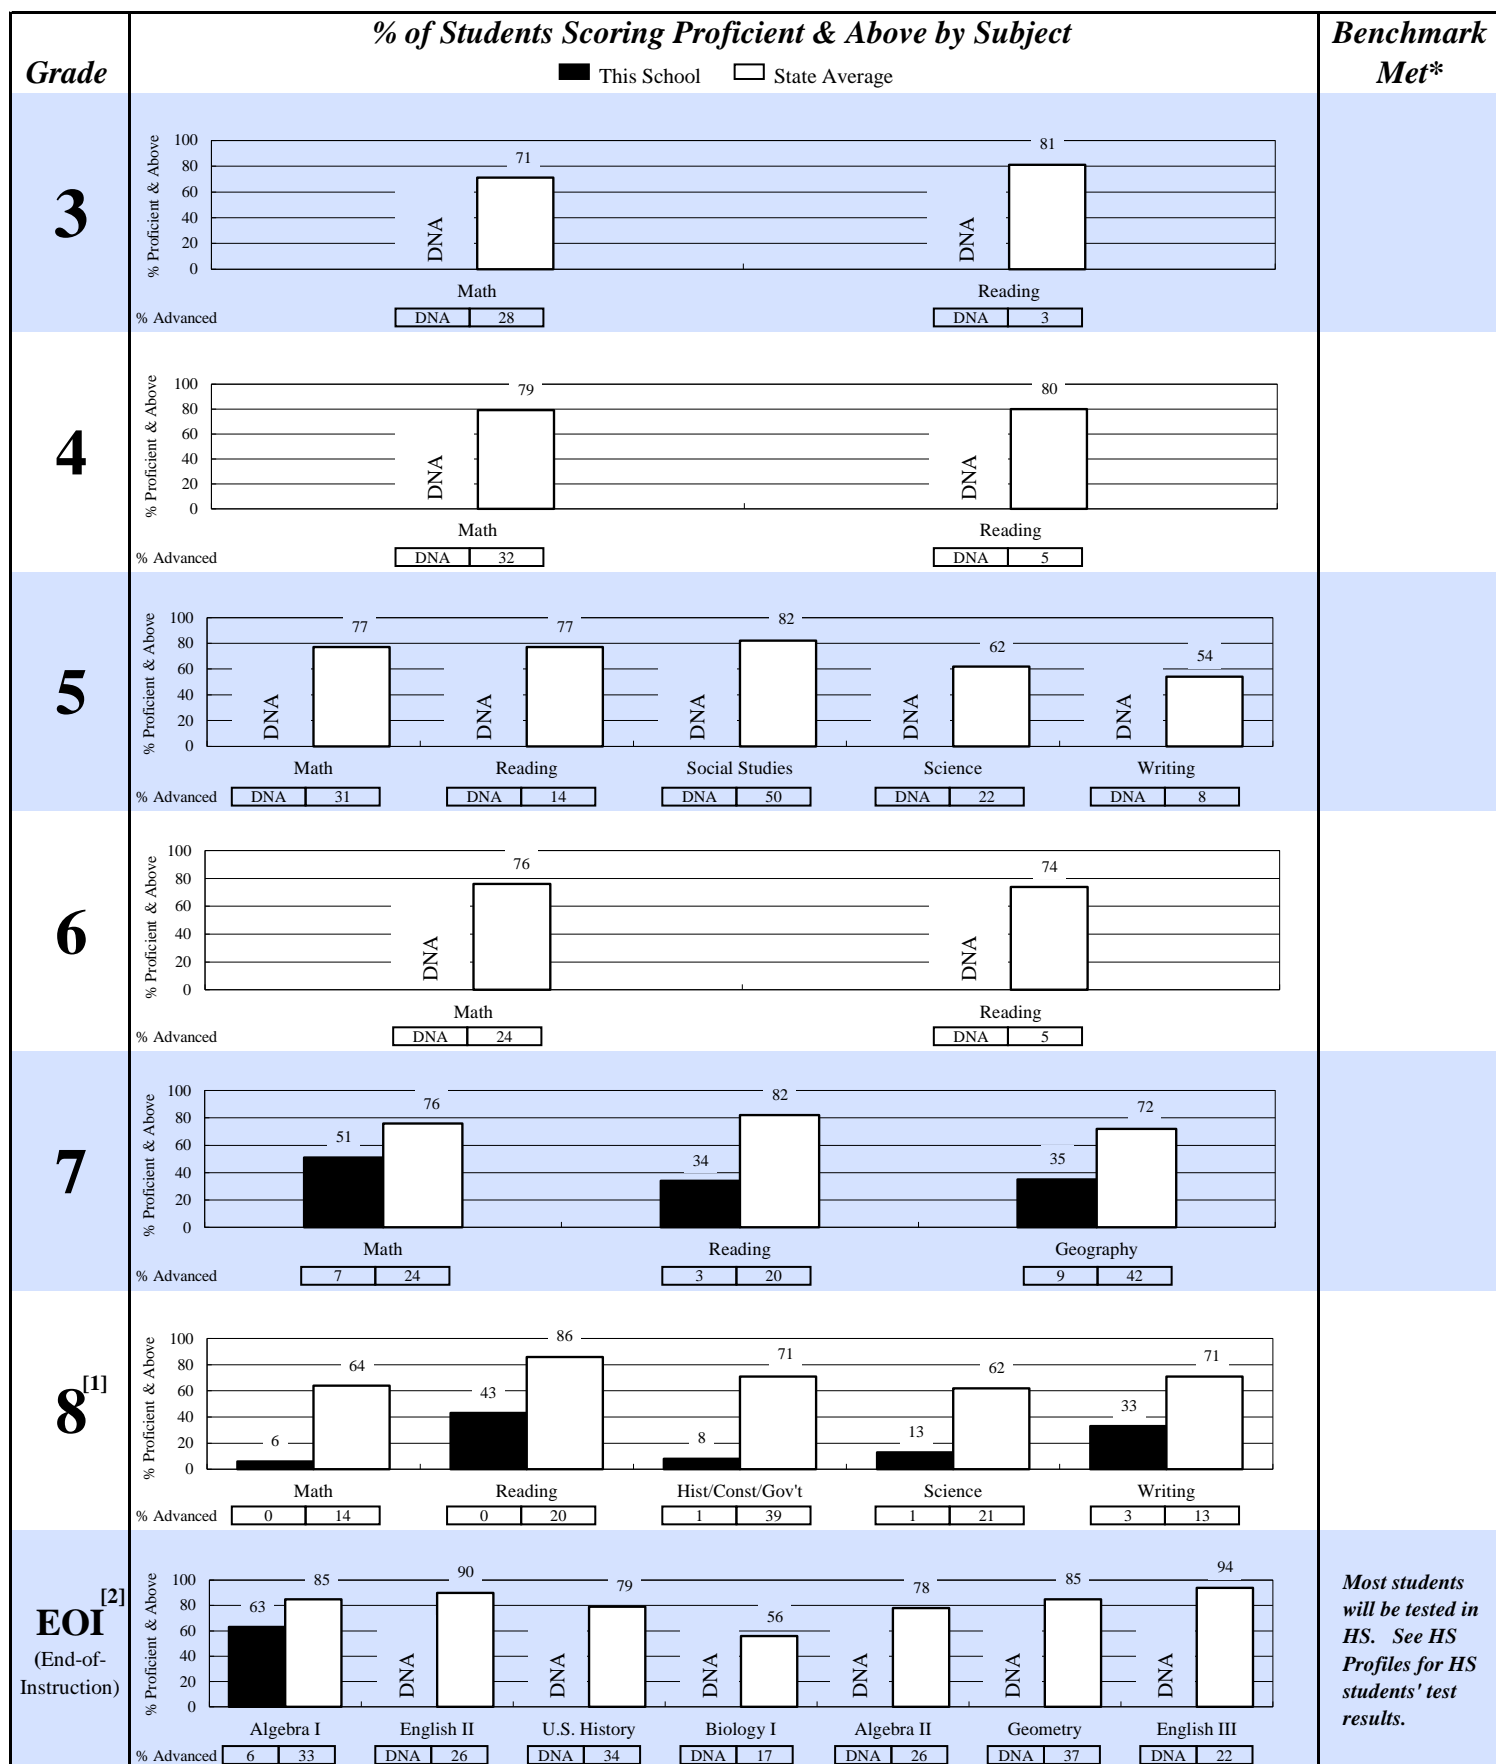 % of Students Scoring Proficient & Above by Subject
Benchmark Met*
Grade
This School State Average
3
% Proficient & Above
100
80
60
40
20
0
DNA 71 DNA 81
Math Reading
% Advanced DNA 28 DNA 3
4
% Proficient & Above
100
80
60
40
20
0
DNA 79 DNA 80
Math Reading
% Advanced DNA 32 DNA 5
5
% Proficient & Above
100
80
60
40
20
0
DNA 77 DNA 77 DNA 82 DNA 62 DNA 54
Math Reading Social Studies Science Writing
% Advanced DNA 31 DNA 14 DNA 50 DNA 22 DNA 8
6
% Proficient & Above
100
80
60
40
20
0
DNA 76 DNA 74
Math Reading
% Advanced DNA 24 DNA 5
7
% Proficient & Above
100
80
60
40
20
0
51 76 34 82 35 72
Math Reading Geography
% Advanced 7 24 3 20 9 42
8[1]
% Proficient & Above
100
80
60
40
20
0
6 64 43 86 8 71 13 62 33 71
Math Reading Hist/Const/Gov't Science Writing
% Advanced 0 14 0 20 1 39 1 21 3 13
EOI[2]
(End-of-
Instruction)
% Proficient & Above
100
80
60
40
20
0
63 85 DNA 90 DNA 79 DNA 56 DNA 78 DNA 85 DNA 94
Algebra I English II U.S. History Biology I Algebra II Geometry English III
% Advanced 6 33 DNA 26 DNA 34 DNA 17 DNA 26 DNA 37 DNA 22
Most students
will be tested in
HS. See HS
Profiles for HS
students' test
results.